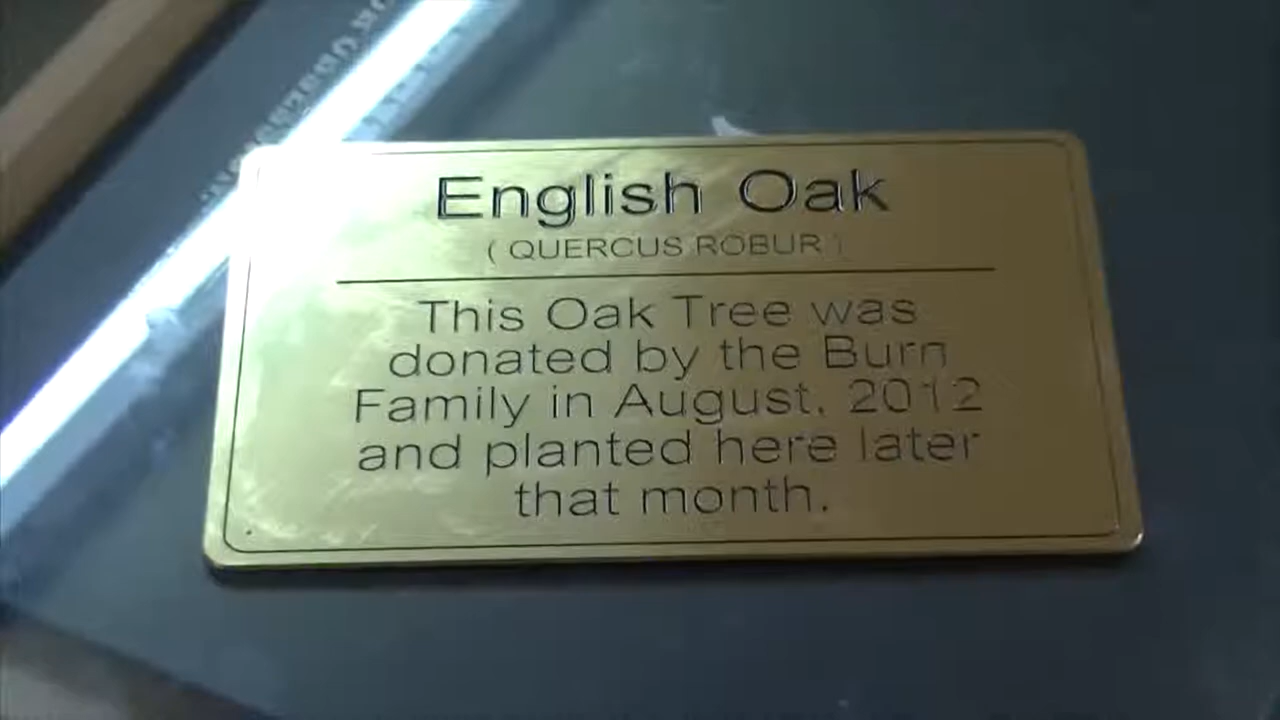 English Oak
( QUERCUS ROBUR )
This Oak Tree was
donated by the Burn
Family in August, 2012
and planted here later
that month.